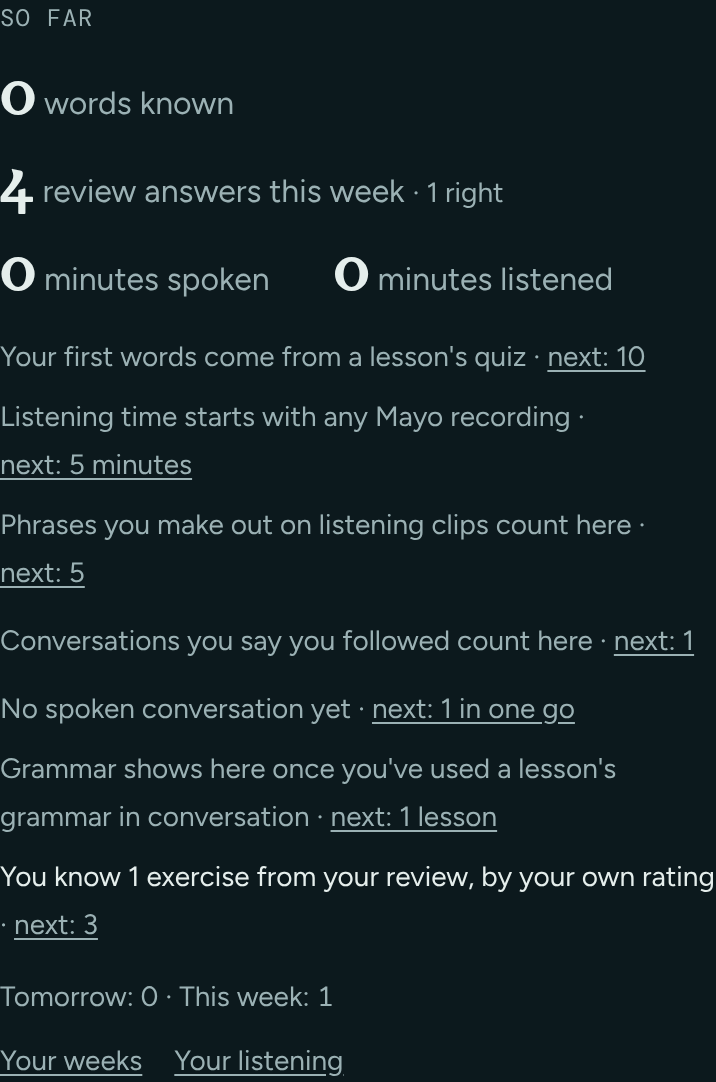 SO FAR
0 words known
4 review answers this week · 1 right
0 minutes spoken 0 minutes listened
Your first words come from a lesson's quiz · next: 10
Listening time starts with any Mayo recording ·
next: 5 minutes
Phrases you make out on listening clips count here ·
next: 5
Conversations you say you followed count here · next: 1
No spoken conversation yet · next: 1 in one go
Grammar shows here once you've used a lesson's
grammar in conversation · next: 1 lesson
You know 1 exercise from your review, by your own rating
· next: 3
Tomorrow: 0 · This week: 1
Your weeks Your listening